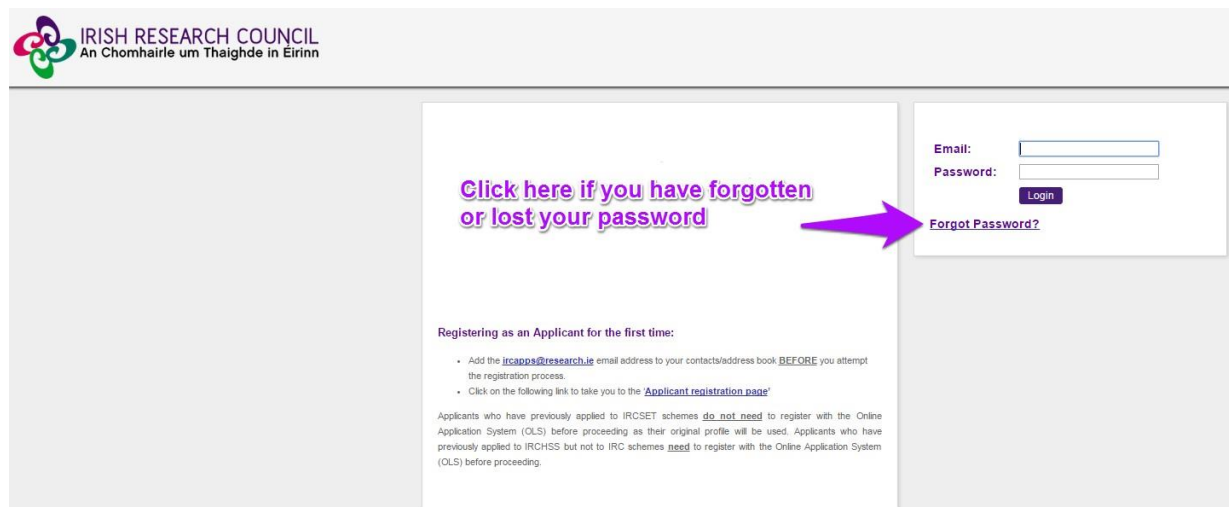 IRISH RESEARCH COUNCIL
An Chomhairle um Thaighde in Éirinn
Click here if you have forgotten
or lost your password
Email:
Password:
Login
Forgot Password?
Registering as an Applicant for the first time:
• Add the ircapps@research.ie email address to your contacts/address book BEFORE you attempt
the registration process.
• Click on the following link to take you to the 'Applicant registration page'
Applicants who have previously applied to IRCSET schemes do not need to register with the Online
Application System (OLS) before proceeding as their original profile will be used. Applicants who have
previously applied to IRCHSS but not to IRC schemes need to register with the Online Application System
(OLS) before proceeding.